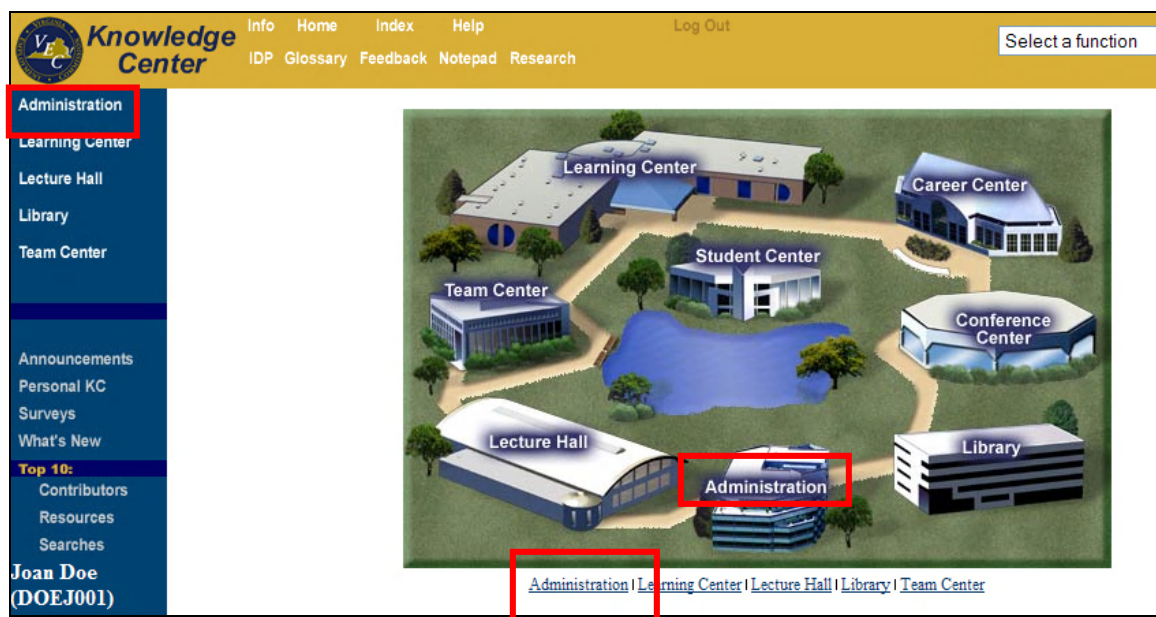 VEC
Knowledge
Center
Info Home Index Help Log Out
IDP Glossary Feedback Notepad Research
Select a function
Administration
Learning Center
Lecture Hall
Library
Team Center
Announcements
Personal KC
Surveys
What's New
Top 10:
Contributors
Resources
Searches
Joan Doe
(DOEJ001)
Learning Center
Career Center
Student Center
Team Center
Conference
Center
Lecture Hall
Library
Administration
Administration | Learning Center | Lecture Hall | Library | Team Center